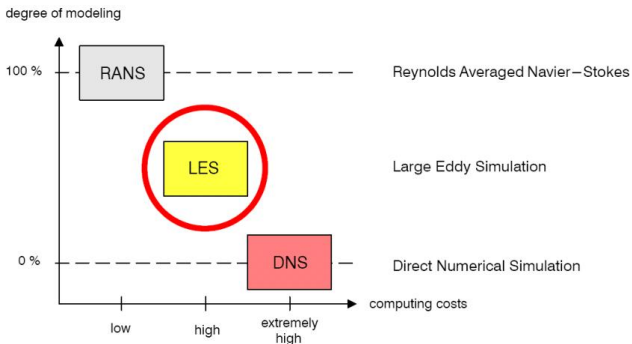 degree of modeling
100 %
RANS
Reynolds Averaged Navier–Stokes
LES
Large Eddy Simulation
0 %
DNS
Direct Numerical Simulation
computing costs
low
high
extremely
high